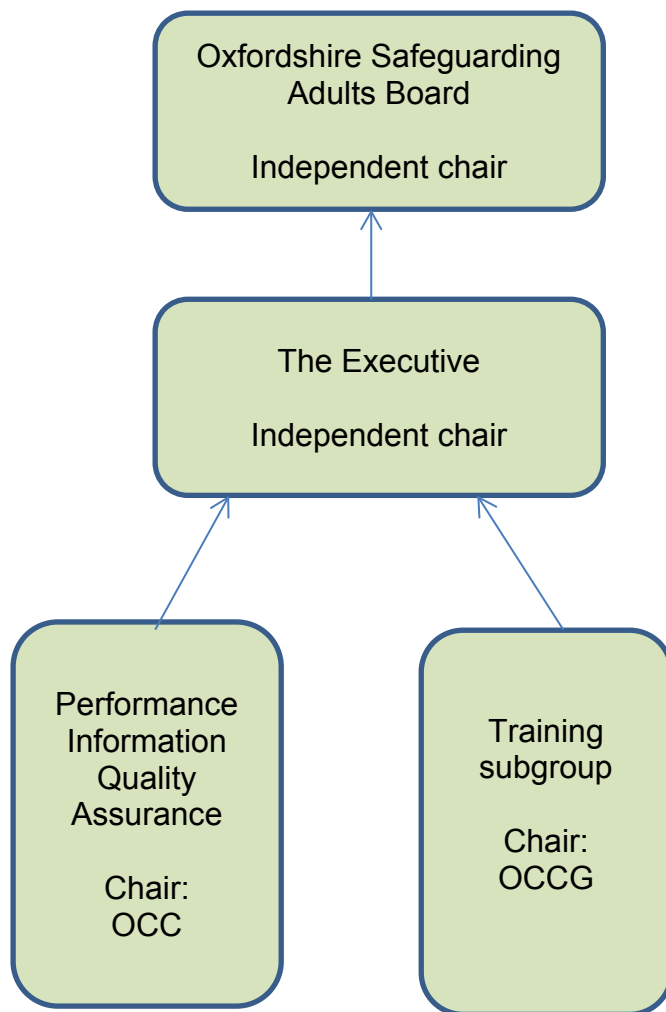 Oxfordshire Safeguarding
Adults Board
Independent chair
The Executive
Independent chair
Performance
Information
Quality
Assurance
Chair:
OCC
Training
subgroup
Chair:
OCCG